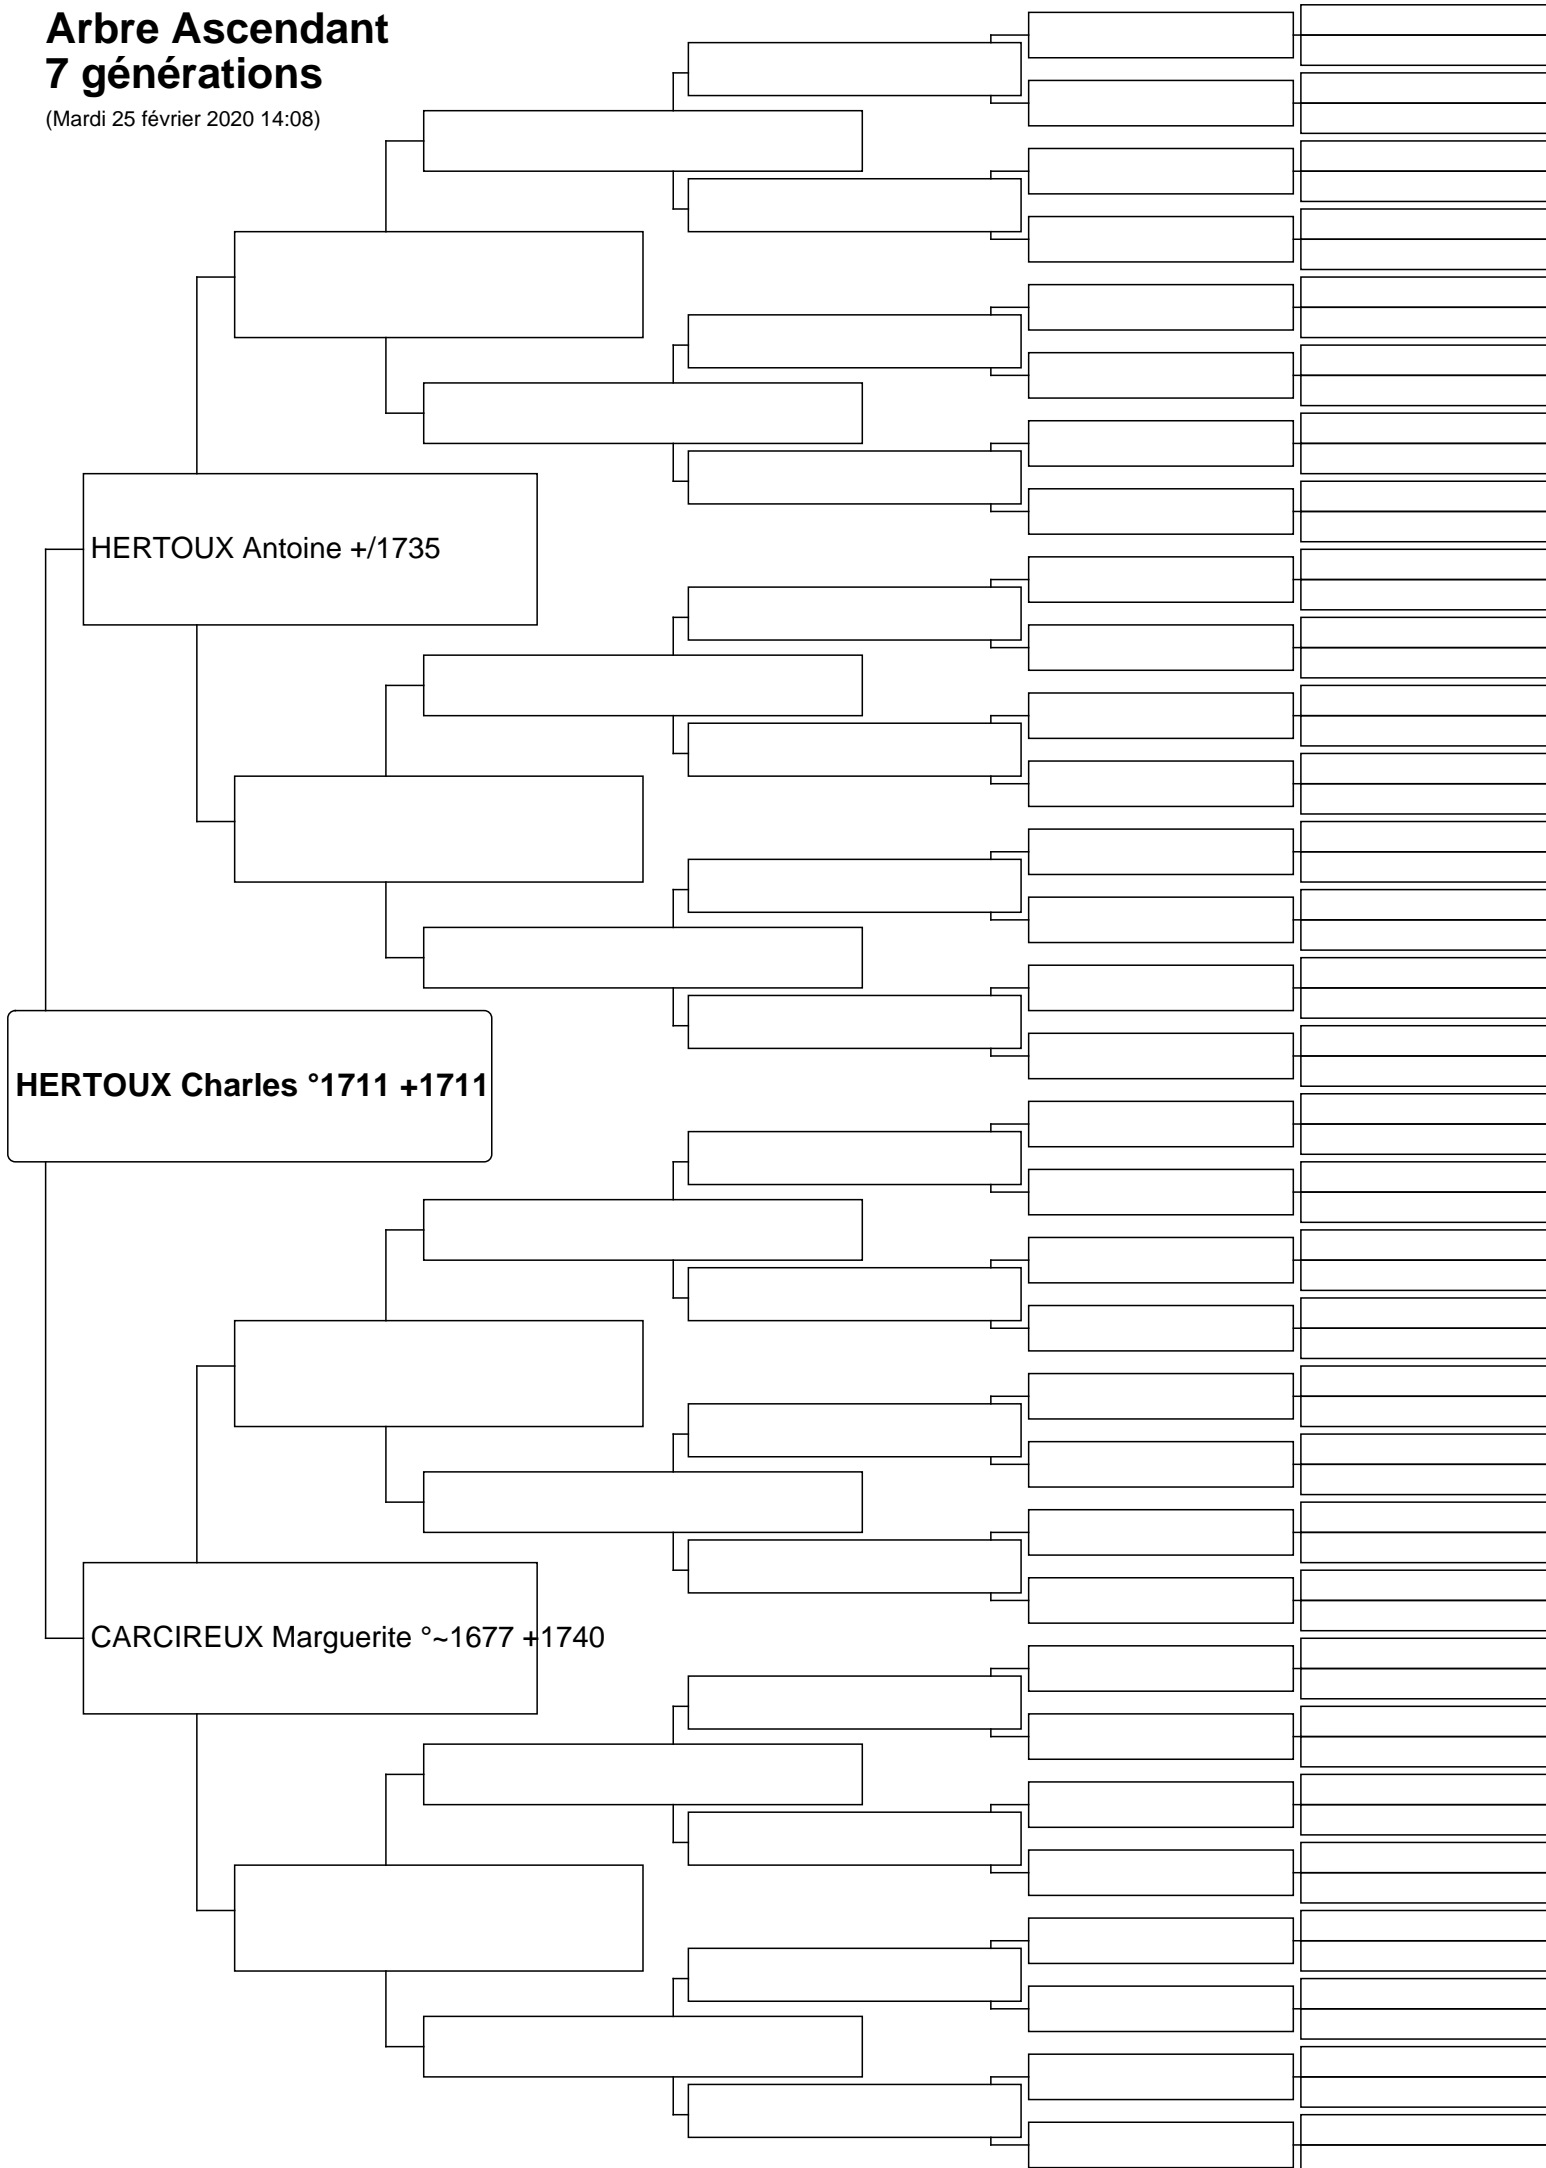 Arbre Ascendant
7 générations
(Mardi 25 février 2020 14:08)
HERTOUX Antoine +/1735
HERTOUX Charles °1711 +1711
CARCIREUX Marguerite °~1677 +1740